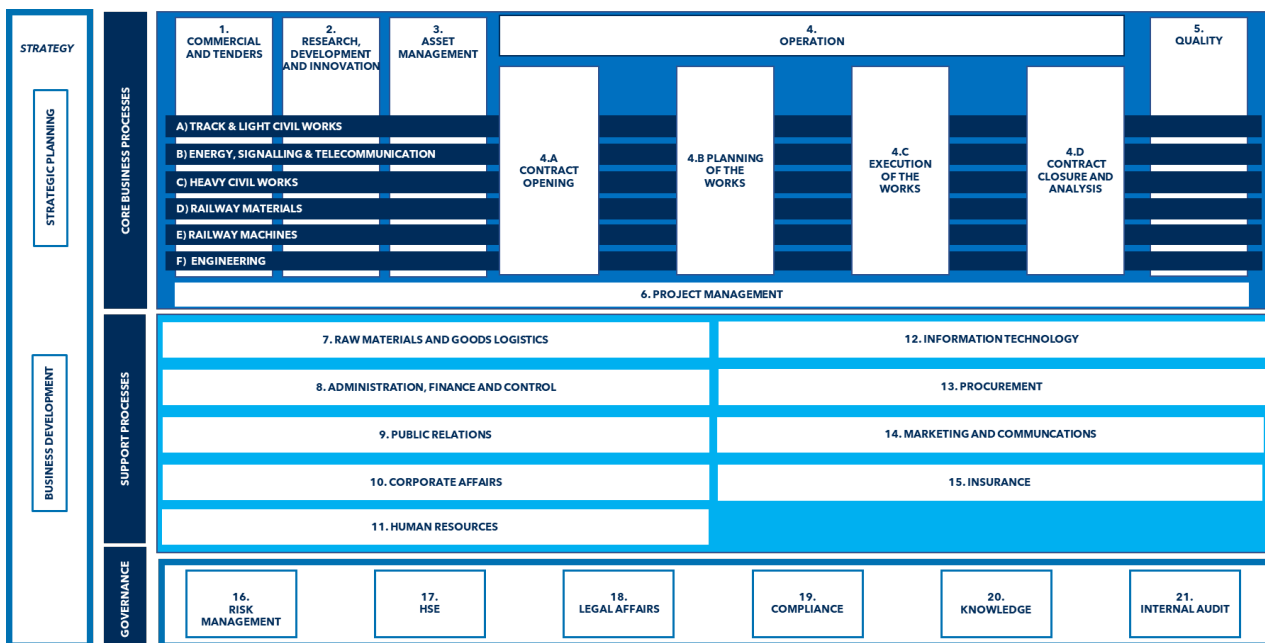 STRATEGY
STRATEGIC PLANNING
BUSINESS DEVELOPMENT
CORE BUSINESS PROCESSES
1.
COMMERCIAL
AND TENDERS
2.
RESEARCH,
DEVELOPMENT
AND INNOVATION
3.
ASSET
MANAGEMENT
4.
OPERATION
5.
QUALITY
A) TRACK & LIGHT CIVIL WORKS
B) ENERGY, SIGNALLING & TELECOMMUNICATION
C) HEAVY CIVIL WORKS
D) RAILWAY MATERIALS
E) RAILWAY MACHINES
F) ENGINEERING
4.A
CONTRACT
OPENING
4.B PLANNING
OF THE
WORKS
4.C
EXECUTION
OF THE
WORKS
4.D
CONTRACT
CLOSURE AND
ANALYSIS
6. PROJECT MANAGEMENT
SUPPORT PROCESSES
7. RAW MATERIALS AND GOODS LOGISTICS
12. INFORMATION TECHNOLOGY
8. ADMINISTRATION, FINANCE AND CONTROL
13. PROCUREMENT
9. PUBLIC RELATIONS
14. MARKETING AND COMMUNCATIONS
10. CORPORATE AFFAIRS
15. INSURANCE
11. HUMAN RESOURCES
GOVERNANCE
16.
RISK
MANAGEMENT
17.
HSE
18.
LEGAL AFFAIRS
19.
COMPLIANCE
20.
KNOWLEDGE
21.
INTERNAL AUDIT